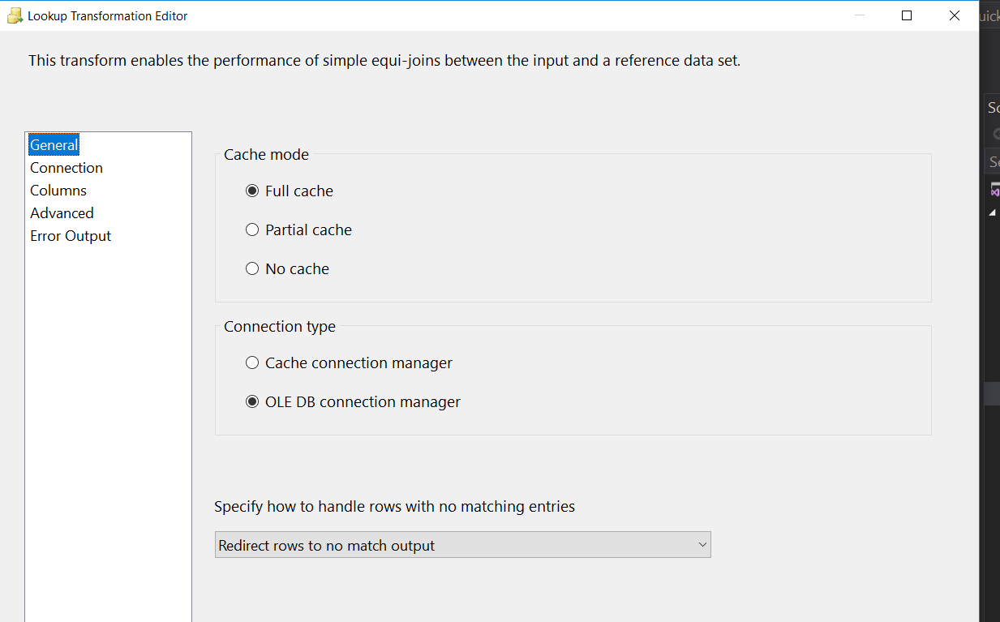 Lookup Transformation Editor
This transform enables the performance of simple equi-joins between the input and a reference data set.
General
Connection
Columns
Advanced
Error Output
Cache mode
Full cache
Partial cache
No cache
Connection type
Cache connection manager
OLE DB connection manager
Specify how to handle rows with no matching entries
Redirect rows to no match output